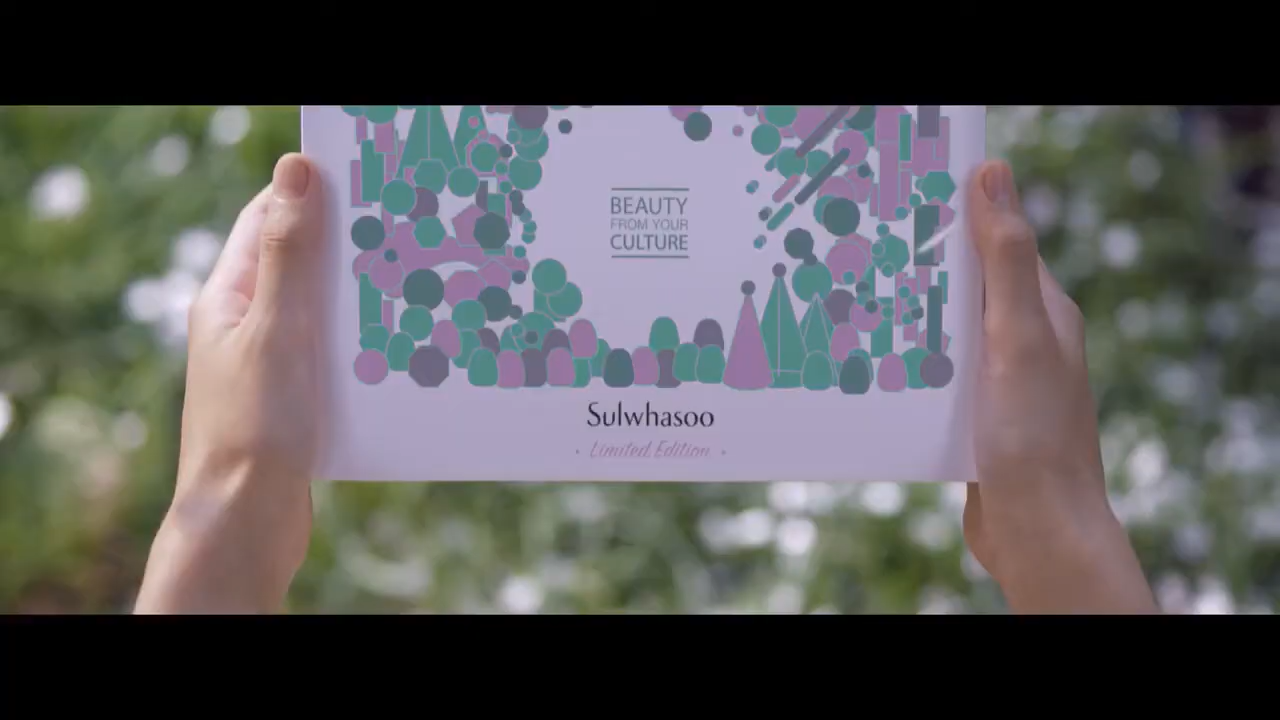 BEAUTY
FROM YOUR
CULTURE
Sulwhasoo
• Limited Edition •